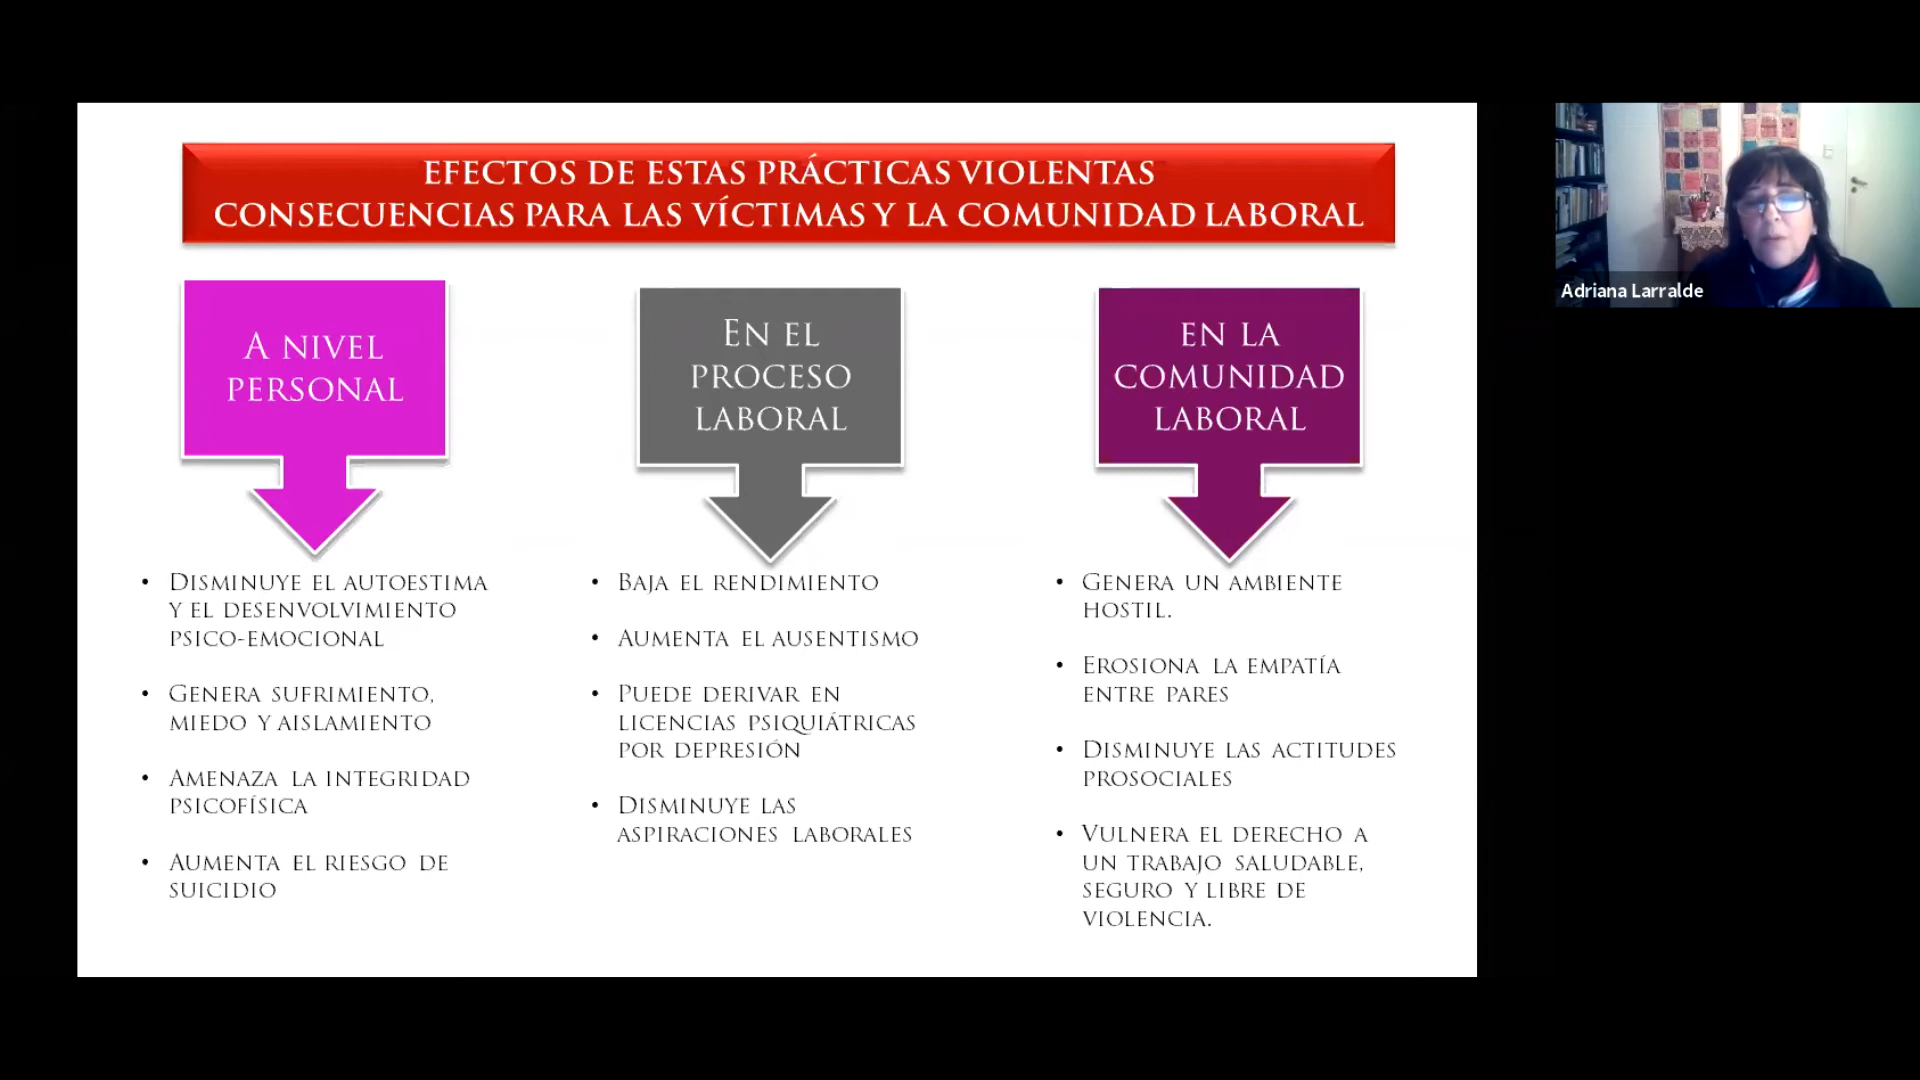 EFECTOS DE ESTAS PRÁCTICAS VIOLENTAS
CONSECUENCIAS PARA LAS VÍCTIMAS Y LA COMUNIDAD LABORAL
A NIVEL
PERSONAL
• DISMINUYE EL AUTOESTIMA
Y EL DESENVOLVIMIENTO
PSICO-EMOCIONAL
• GENERA SUFRIMIENTO,
MIEDO Y AISLAMIENTO
• AMENAZA LA INTEGRIDAD
PSICOFÍSICA
• AUMENTA EL RIESGO DE
SUICIDIO
EN EL
PROCESO
LABORAL
• BAJA EL RENDIMIENTO
• AUMENTA EL AUSENTISMO
• PUEDE DERIVAR EN
LICENCIAS PSIQUIÁTRICAS
POR DEPRESIÓN
• DISMINUYE LAS
ASPIRACIONES LABORALES
EN LA
COMUNIDAD
LABORAL
• GENERA UN AMBIENTE
HOSTIL.
• EROSIONA LA EMPATÍA
ENTRE PARES
• DISMINUYE LAS ACTITUDES
PROSOCIALES
• VULNERA EL DERECHO A
UN TRABAJO SALUDABLE,
SEGURO Y LIBRE DE
VIOLENCIA.
Adriana Larralde